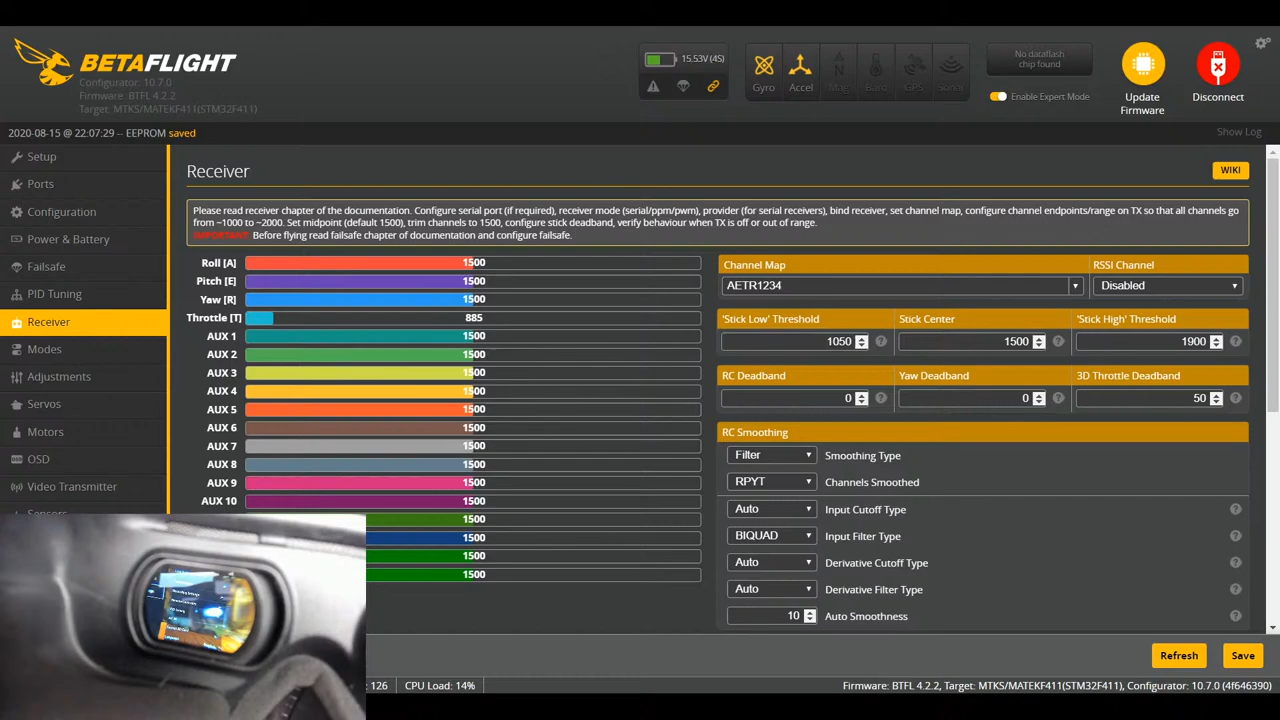 BETAFLIGHT
Configurator: 10.7.0
Firmware: BTFL 4.2.2
Target: MTKS/MATEKF411(STM32F411)
15.53V (4S)
Gyro
Accel
Mag
Baro
GPS
Sonar
No dataflash
chip found
Enable Expert Mode
Update
Firmware
Disconnect
2020-08-15 @ 22:07:29 -- EEPROM saved
Show Log
Setup
Ports
Configuration
Power & Battery
Failsafe
PID Tuning
Receiver
Modes
Adjustments
Servos
Motors
OSD
Video Transmitter
Sensors
Receiver
WIKI
Please read receiver chapter of the documentation. Configure serial port (if required), receiver mode (serial/ppm/pwm), provider (for serial receivers), bind receiver, set channel map, configure channel endpoints/range on TX so that all channels go
from ~1000 to ~2000. Set midpoint (default 1500), trim channels to 1500, configure stick deadband, verify behaviour when TX is off or out of range.
IMPORTANT: Before flying read failsafe chapter of documentation and configure failsafe.
Roll [A] 1500
Pitch [E] 1500
Yaw [R] 1500
Throttle [T] 885
AUX 1 1500
AUX 2 1500
AUX 3 1500
AUX 4 1500
AUX 5 1500
AUX 6 1500
AUX 7 1500
AUX 8 1500
AUX 9 1500
AUX 10 1500
1500
1500
1500
1500
Channel Map
RSSI Channel
AETR1234
Disabled
'Stick Low' Threshold
Stick Center
'Stick High' Threshold
1050
1500
1900
RC Deadband
Yaw Deadband
3D Throttle Deadband
0
0
50
RC Smoothing
Filter Smoothing Type
RPYT Channels Smoothed
Auto Input Cutoff Type
BIQUAD Input Filter Type
Auto Derivative Cutoff Type
Auto Derivative Filter Type
10 Auto Smoothness
Refresh
Save
126
CPU Load: 14%
Firmware: BTFL 4.2.2, Target: MTKS/MATEKF411(STM32F411), Configurator: 10.7.0 (4f646390)